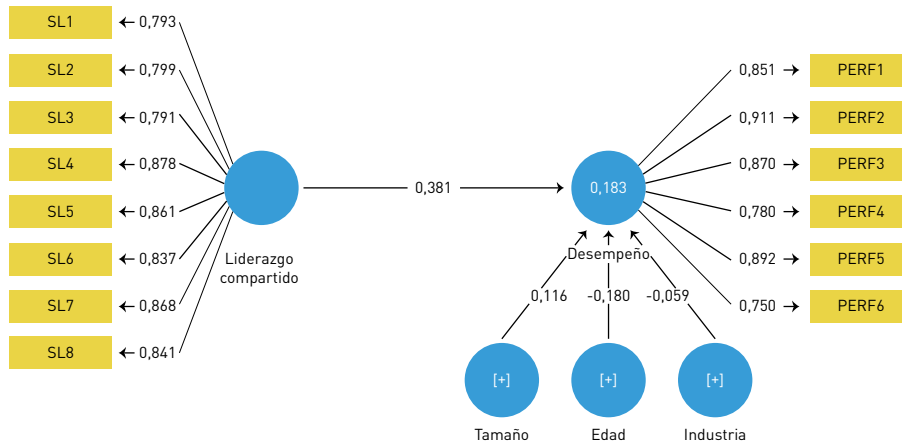 SL1
0,793
SL2
0,799
SL3
0,791
SL4
0,878
SL5
0,861
SL6
0,837
SL7
0,868
SL8
0,841
Liderazgo
compartido
0,381
0,183
Desempeño
0,851
PERF1
0,911
PERF2
0,870
PERF3
0,780
PERF4
0,892
PERF5
0,750
PERF6
0,116
-0,180
-0,059
[+]
[+]
[+]
Tamaño
Edad
Industria